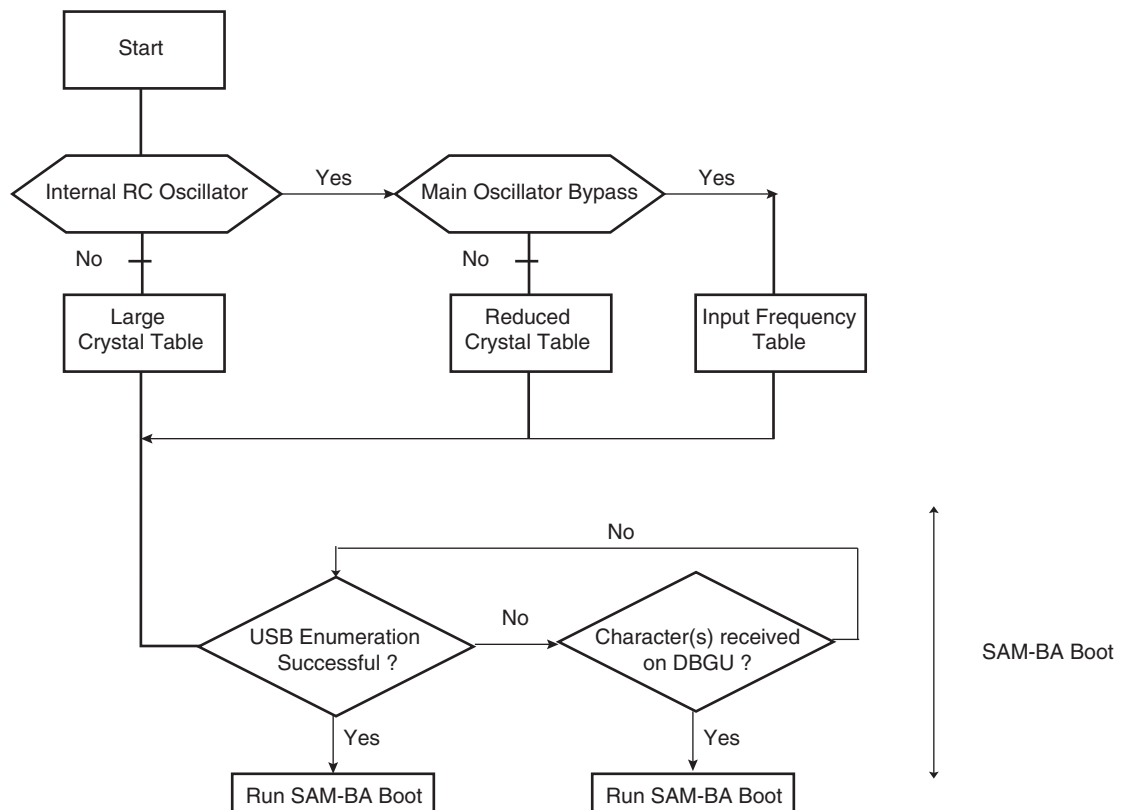 Start
Internal RC Oscillator
Yes
Main Oscillator Bypass
Yes
No
No
Large
Crystal Table
Reduced
Crystal Table
Input Frequency
Table
No
USB Enumeration
Successful ?
No
Character(s) received
on DBGU ?
SAM-BA Boot
Yes
Yes
Run SAM-BA Boot
Run SAM-BA Boot